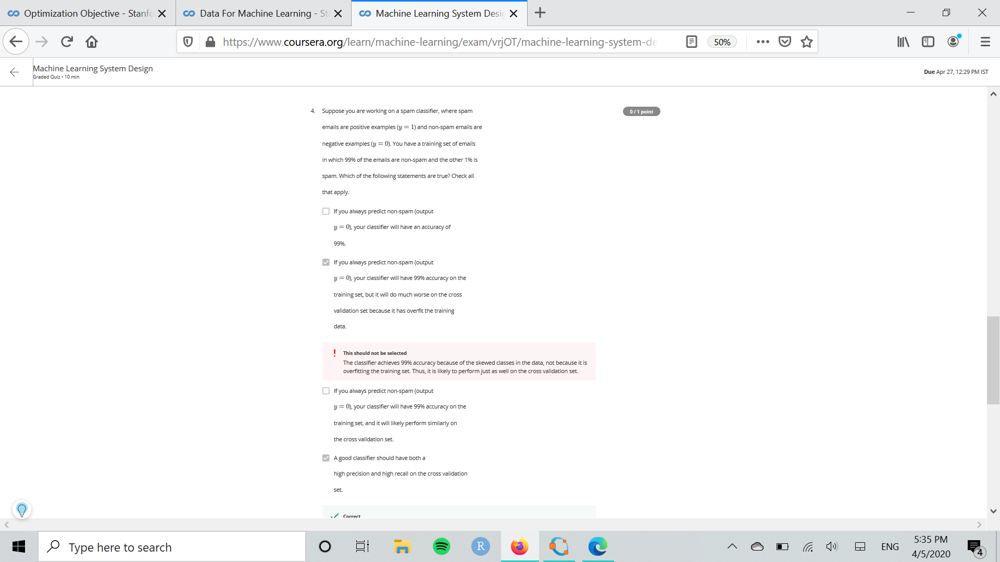 Optimization Objective - Stanfo
Data For Machine Learning - St
Machine Learning System Desig
https://www.coursera.org/learn/machine-learning/exam/vrjOT/machine-learning-system-de
50%
Machine Learning System Design
Graded Quiz • 10 min
Due Apr 27, 12:29 PM IST
4. Suppose you are working on a spam classifier, where spam
0 / 1 point
emails are positive examples (y = 1) and non-spam emails are
negative examples (y = 0). You have a training set of emails
in which 99% of the emails are non-spam and the other 1% is
spam. Which of the following statements are true? Check all
that apply.
If you always predict non-spam (output
y = 0), your classifier will have an accuracy of
99%.
If you always predict non-spam (output
y = 0), your classifier will have 99% accuracy on the
training set, but it will do much worse on the cross
validation set because it has overfit the training
data.
! This should not be selected
The classifier achieves 99% accuracy because of the skewed classes in the data, not because it is
overfitting the training set. Thus, it is likely to perform just as well on the cross validation set.
If you always predict non-spam (output
y = 0), your classifier will have 99% accuracy on the
training set, and it will likely perform similarly on
the cross validation set.
A good classifier should have both a
high precision and high recall on the cross validation
set.
Correct
Type here to search
R
ENG
5:35 PM
4/5/2020
4